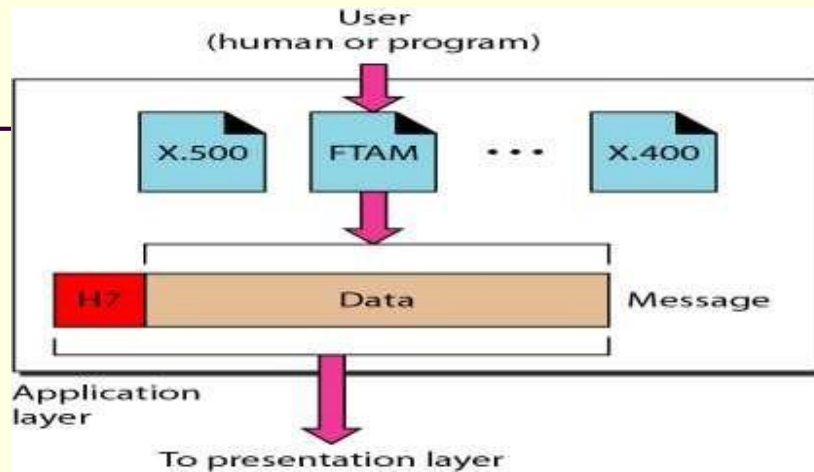 User
(human or program)
X.500 FTAM ••• X.400
H7 Data Message
Application
layer
To presentation layer